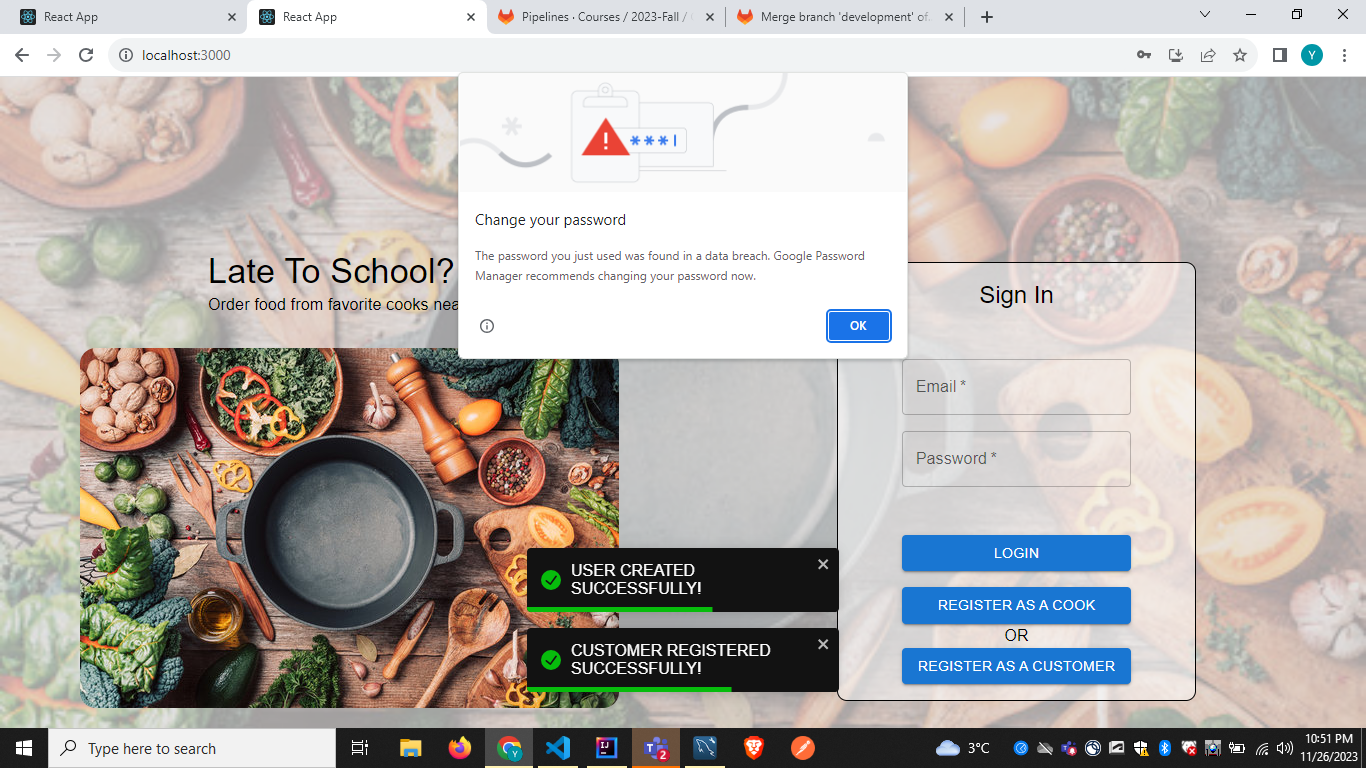 React App
React App
Pipelines · Courses / 2023-Fall / 
Merge branch 'development' of
localhost:3000
Y
***
Change your password
The password you just used was found in a data breach. Google Password
Manager recommends changing your password now.
OK
Late To School?
Order food from favorite cooks nea
Sign In
Email *
Password *
LOGIN
REGISTER AS A COOK
OR
REGISTER AS A CUSTOMER
USER CREATED
SUCCESSFULLY!
CUSTOMER REGISTERED
SUCCESSFULLY!
Type here to search
2
3°C
10:51 PM
11/26/2023